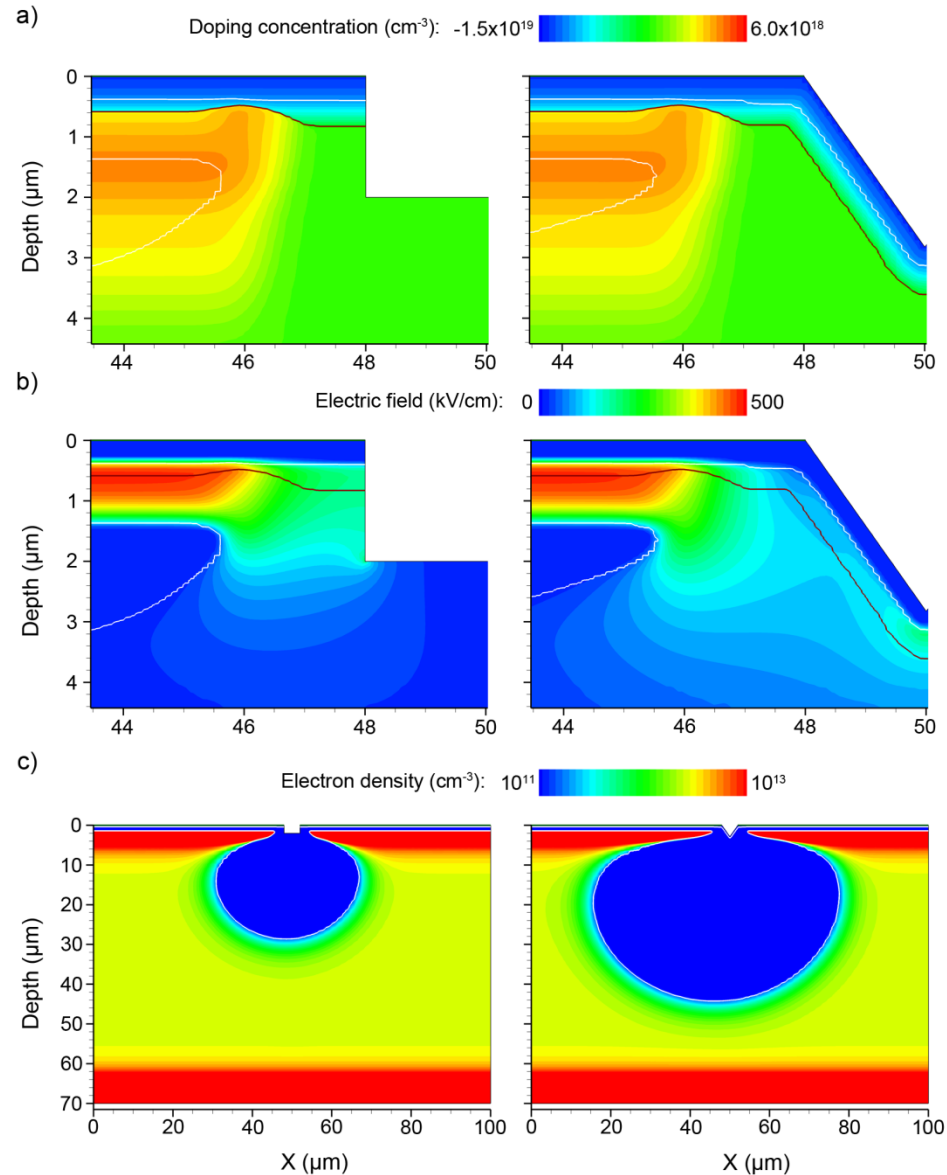 a)
Doping concentration (cm⁻³): -1.5x10¹⁹ 6.0x10¹⁸
0
1
2
3
4
Depth (µm)
44 46 48 50
44 46 48 50
b)
Electric field (kV/cm) 0 500
0
1
2
3
4
Depth (µm)
44 46 48 50
44 46 48 50
c)
Electron density (cm⁻³): 10¹¹ 10¹³
0
10
20
30
40
50
60
70
Depth (µm)
0 20 40 60 80 100
0 20 40 60 80 100
X (µm) X (µm)